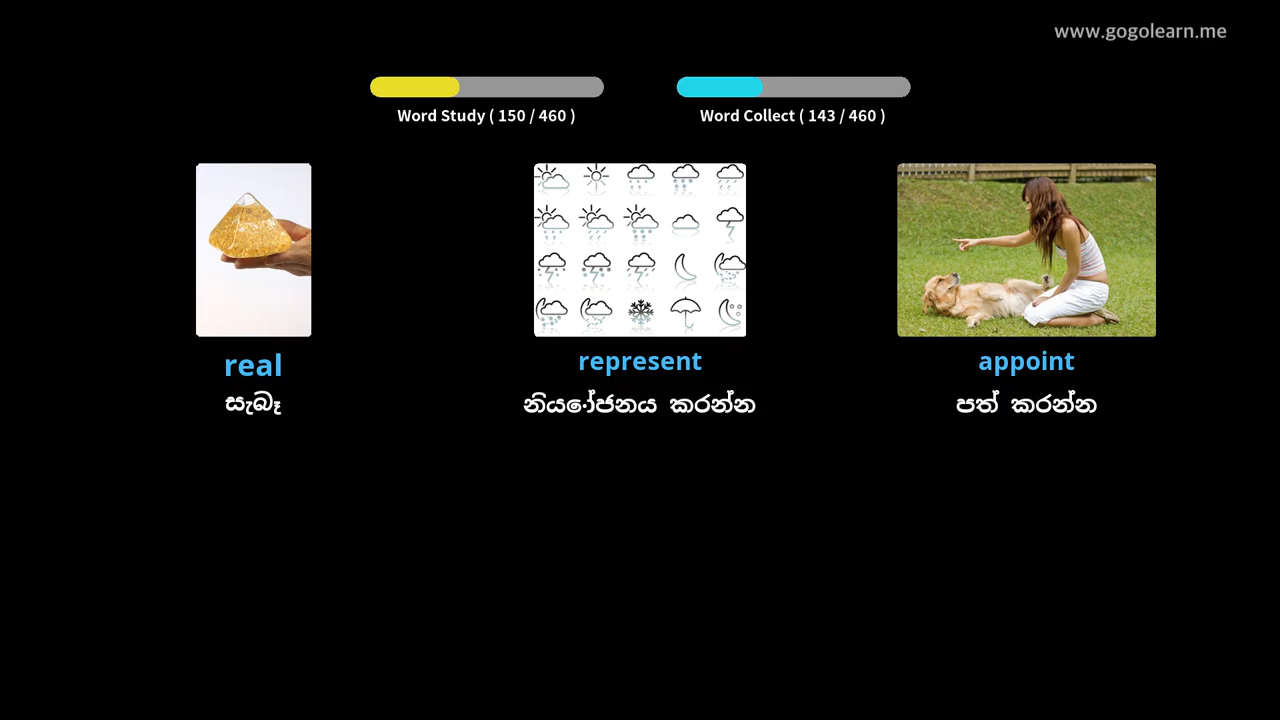 www.gogolearn.me
Word Study ( 150 / 460 )
Word Collect ( 143 / 460 )
real
represent
appoint
සැබෑ
නියෝජනය කරන්න
පත් කරන්න